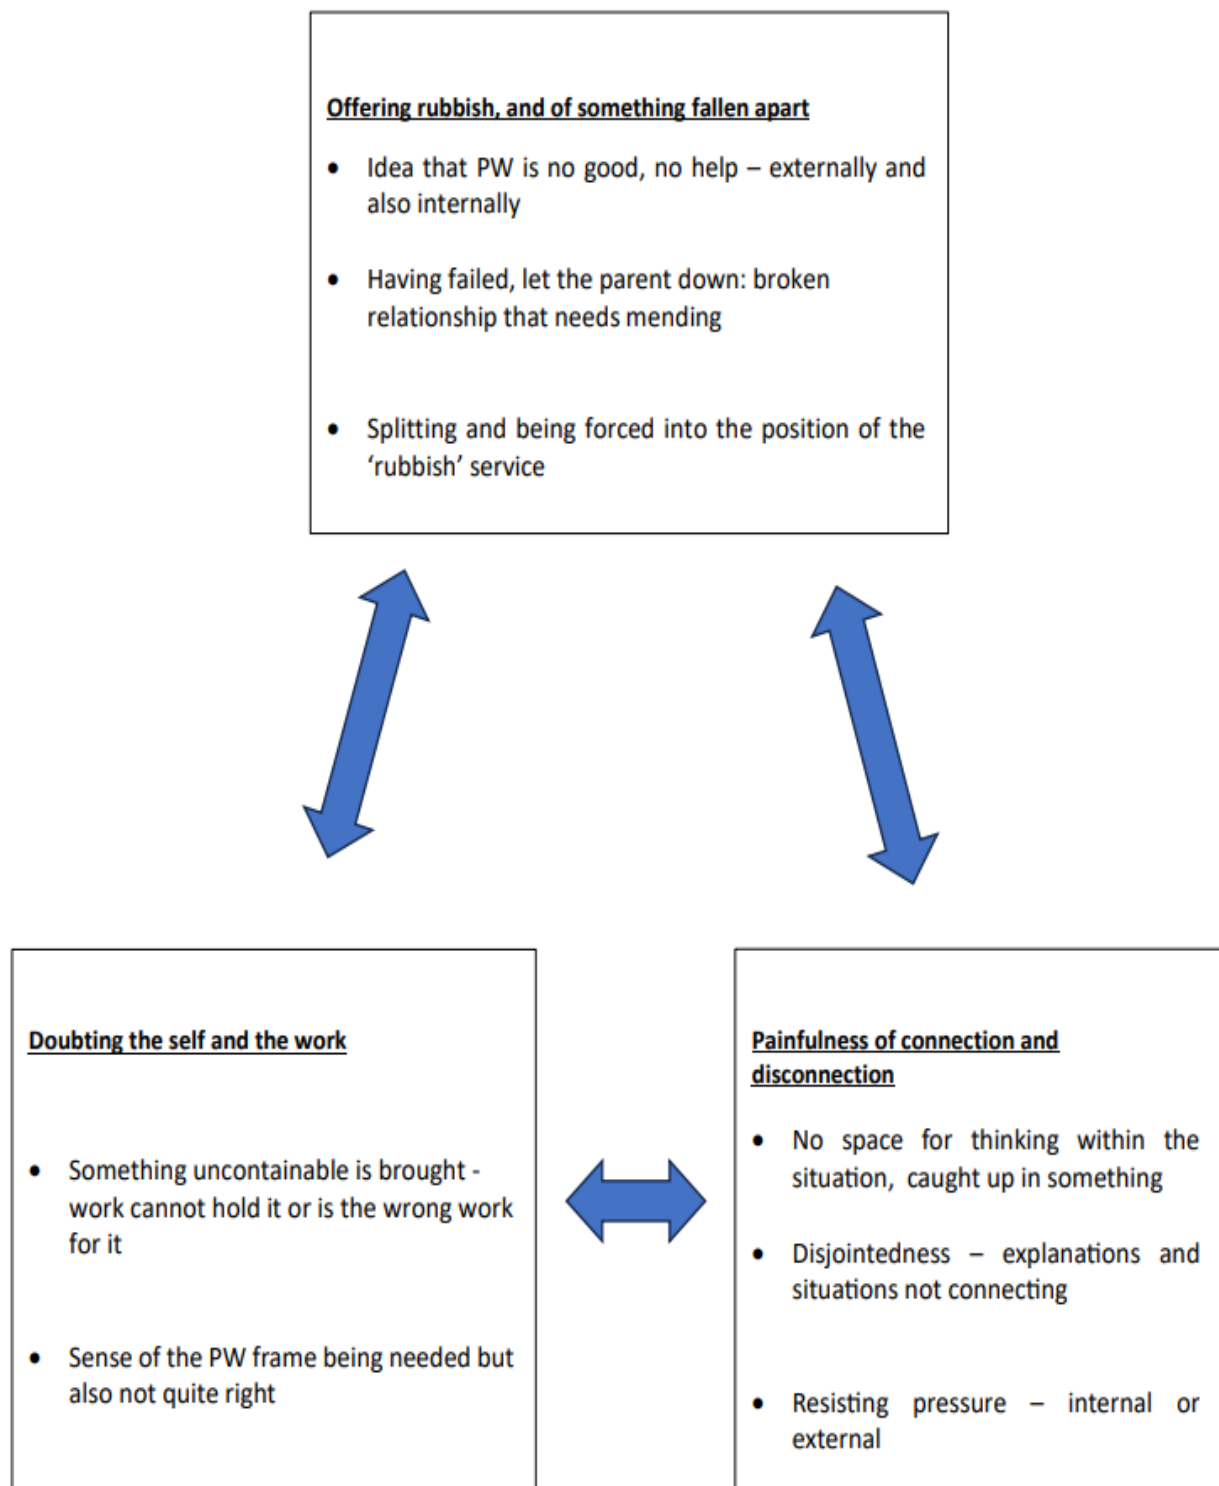 Offering rubbish, and of something fallen apart
• Idea that PW is no good, no help – externally and
also internally
• Having failed, let the parent down: broken
relationship that needs mending
• Splitting and being forced into the position of the
‘rubbish’ service
Doubting the self and the work
• Something uncontainable is brought -
work cannot hold it or is the wrong work
for it
• Sense of the PW frame being needed but
also not quite right
Painfulness of connection and
disconnection
• No space for thinking within the
situation, caught up in something
• Disjointedness – explanations and
situations not connecting
• Resisting pressure – internal or
external